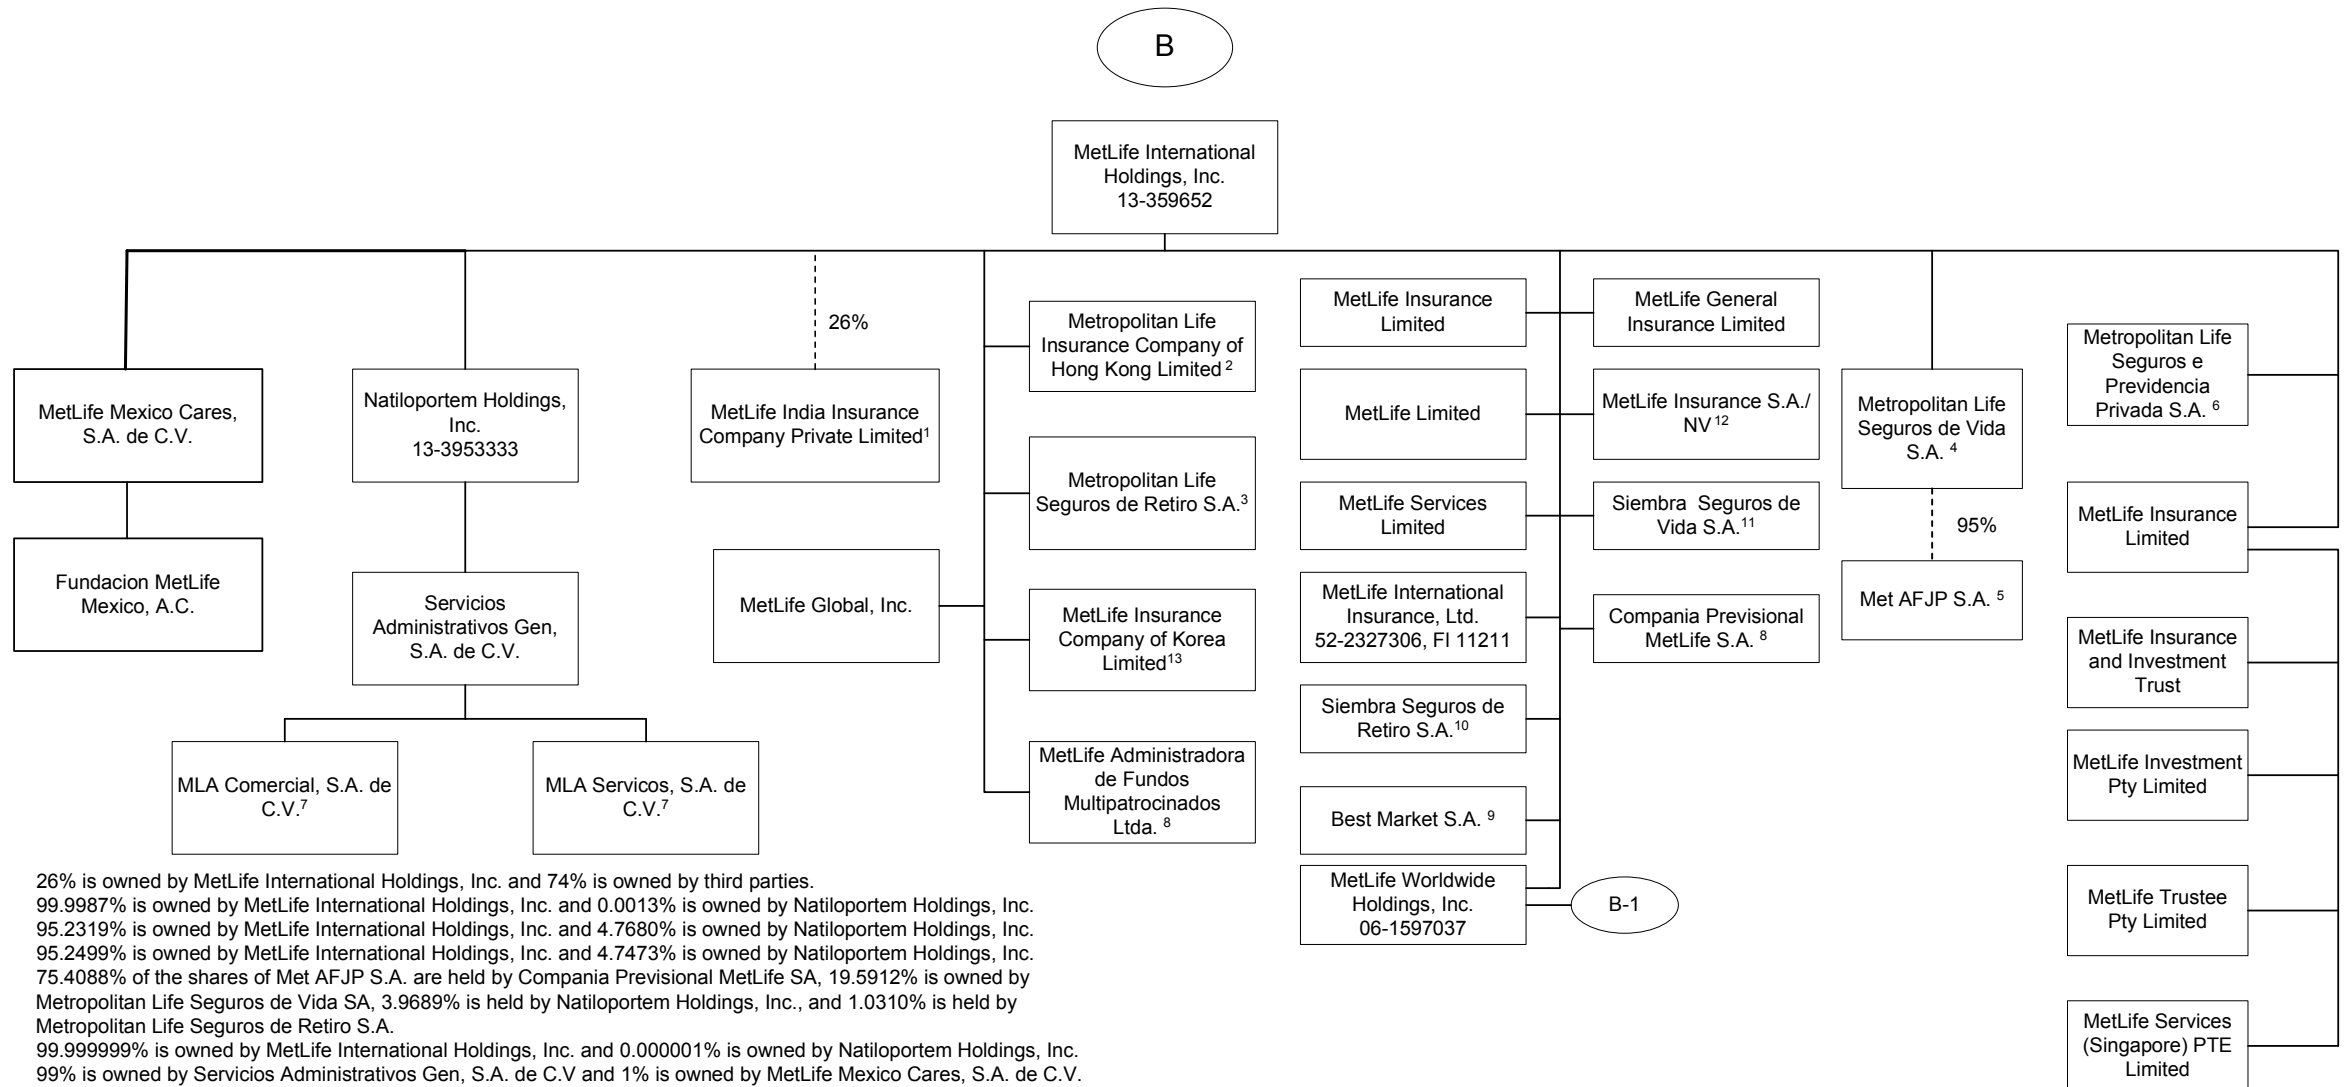 B
MetLife International
Holdings, Inc.
13-359652
26%
MetLife Mexico Cares,
S.A. de C.V.
Fundacion MetLife
Mexico, A.C.
Natiloportem Holdings,
Inc.
13-3953333
Servicios
Administrativos Gen,
S.A. de C.V.
MLA Comercial, S.A. de
C.V.7
MLA Servicos, S.A. de
C.V.7
MetLife India Insurance
Company Private Limited1
MetLife Global, Inc.
Metropolitan Life
Insurance Company of
Hong Kong Limited 2
Metropolitan Life
Seguros de Retiro S.A.3
MetLife Insurance
Company of Korea
Limited13
MetLife Administradora
de Fundos
Multipatrocinados
Ltda. 8
MetLife Insurance
Limited
MetLife Limited
MetLife Services
Limited
MetLife International
Insurance, Ltd.
52-2327306, Fl 11211
Siembra Seguros de
Retiro S.A.10
Best Market S.A. 9
MetLife Worldwide
Holdings, Inc.
06-1597037
B-1
MetLife General
Insurance Limited
MetLife Insurance S.A./
NV12
Siembra Seguros de
Vida S.A.11
Compania Previsional
MetLife S.A. 8
Metropolitan Life
Seguros de Vida
S.A. 4
95%
Met AFJP S.A. 5
Metropolitan Life
Seguros e
Previdencia
Privada S.A. 6
MetLife Insurance
Limited
MetLife Insurance
and Investment
Trust
MetLife Investment
Pty Limited
MetLife Trustee
Pty Limited
MetLife Services
(Singapore) PTE
Limited
26% is owned by MetLife International Holdings, Inc. and 74% is owned by third parties.
99.9987% is owned by MetLife International Holdings, Inc. and 0.0013% is owned by Natiloportem Holdings, Inc.
95.2319% is owned by MetLife International Holdings, Inc. and 4.7680% is owned by Natiloportem Holdings, Inc.
95.2499% is owned by MetLife International Holdings, Inc. and 4.7473% is owned by Natiloportem Holdings, Inc.
75.4088% of the shares of Met AFJP S.A. are held by Compania Previsional MetLife SA, 19.5912% is owned by
Metropolitan Life Seguros de Vida SA, 3.9689% is held by Natiloportem Holdings, Inc., and 1.0310% is held by
Metropolitan Life Seguros de Retiro S.A.
99.999999% is owned by MetLife International Holdings, Inc. and 0.000001% is owned by Natiloportem Holdings, Inc.
99% is owned by Servicios Administrativos Gen, S.A. de C.V and 1% is owned by MetLife Mexico Cares, S.A. de C.V.